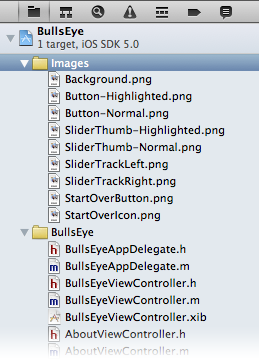 BullsEye
1 target, iOS SDK 5.0
Images
Background.png
Button-Highlighted.png
Button-Normal.png
SliderThumb-Highlighted.png
SliderThumb-Normal.png
SliderTrackLeft.png
SliderTrackRight.png
StartOverButton.png
StartOverIcon.png
BullsEye
h BullsEyeAppDelegate.h
m BullsEyeAppDelegate.m
h BullsEyeViewController.h
m BullsEyeViewController.m
BullsEyeViewController.xib
h AboutViewController.h